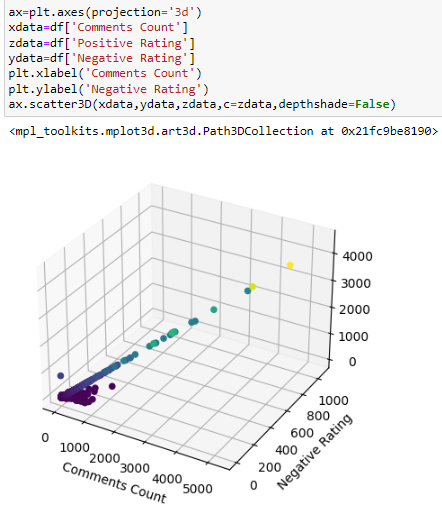 ax=plt.axes(projection='3d')
xdata=df['Comments Count']
zdata=df['Positive Rating']
ydata=df['Negative Rating']
plt.xlabel('Comments Count')
plt.ylabel('Negative Rating')
ax.scatter3D(xdata,ydata,zdata,c=zdata,depthshade=False)
<mpl_toolkits.mplot3d.art3d.Path3DCollection at 0x21fc9be8190>
4000
3000
2000
1000
0
1000
800
600
400
200
0
Negative Rating
0
1000
2000
3000
4000
5000
Comments Count